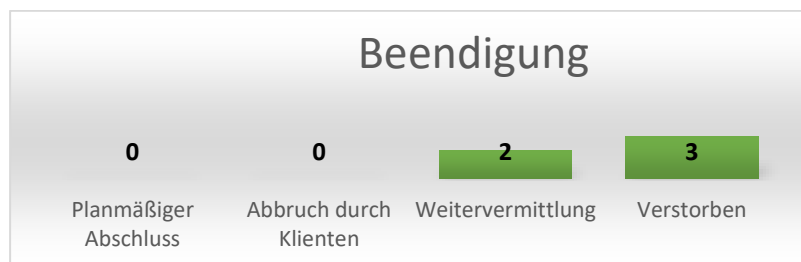 Beendigung
0 0 2 3
Planmäßiger Abbruch durch Weitervermittlung Verstorben
Abschluss Klienten